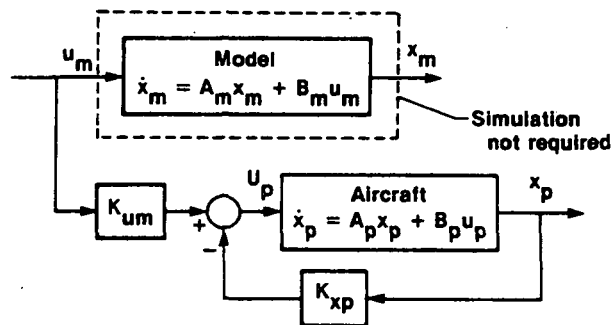 u_m
Model
ẋ_m = A_m x_m + B_m u_m
x_m
Simulation
not required
K_um
+
−
U_p
Aircraft
ẋ_p = A_p x_p + B_p u_p
x_p
K_xp